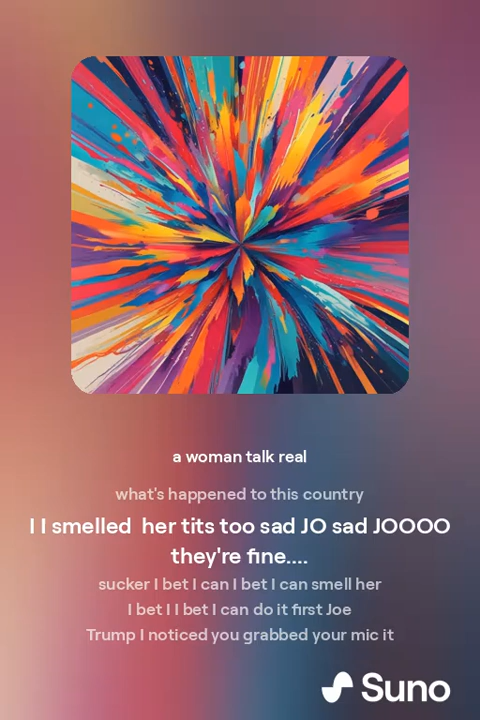 a woman talk real
what's happened to this country
I I smelled  her tits too sad JO sad JOOOO
they're fine....
sucker I bet I can I bet I can smell her
I bet I I bet I can do it first Joe
Trump I noticed you grabbed your mic it
Suno